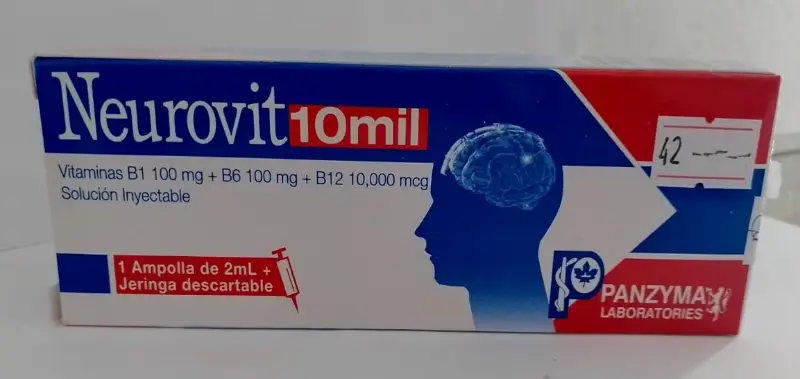 Neurovit 10mil
Vitaminas B1 100 mg + B6 100 mg + B12 10,000 mcg
Solución Inyectable
42
1 Ampolla de 2mL +
Jeringa descartable
PANZYMA
LABORATORIES